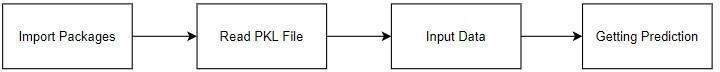 Import Packages
Read PKL File
Input Data
Getting Prediction